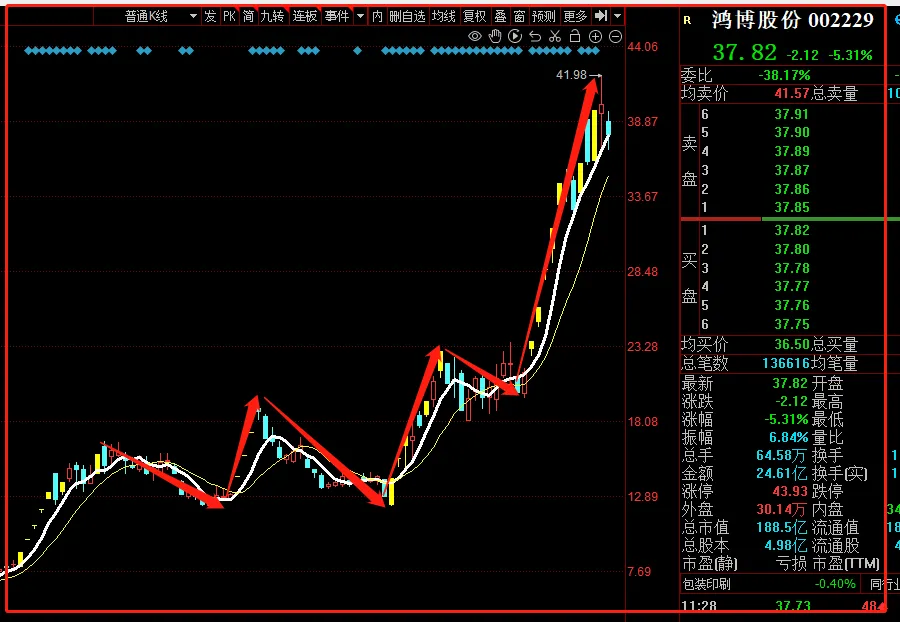 普通K线 发 PK 简 九转 连板 事件 内 删自选 均线 复权 叠 窗 预测 更多
44.06
41.98
38.87
33.67
28.48
23.28
18.08
12.89
7.69
R 鸿博股份 002229
37.82 -2.12 -5.31%
委比 -38.17%
均卖价 41.57 总卖量 10
卖盘
6 37.91
5 37.90
4 37.89
3 37.87
2 37.86
1 37.85
买盘
1 37.82
2 37.80
3 37.78
4 37.77
5 37.76
6 37.75
均买价 36.50 总买量
总笔数 136616 均笔量
最新 37.82 开盘
涨跌 -2.12 最高
涨幅 -5.31% 最低
振幅 6.84% 量比
总手 64.58万 换手 1
金额 24.61亿 换手(实) 1
涨停 43.93 跌停
外盘 30.14万 内盘 34
总市值 188.5亿 流通值 18
总股本 4.98亿 流通股 4
市盈(静) 亏损 市盈(TTM)
包装印刷 -0.40% 同行业
11:28 37.73 48